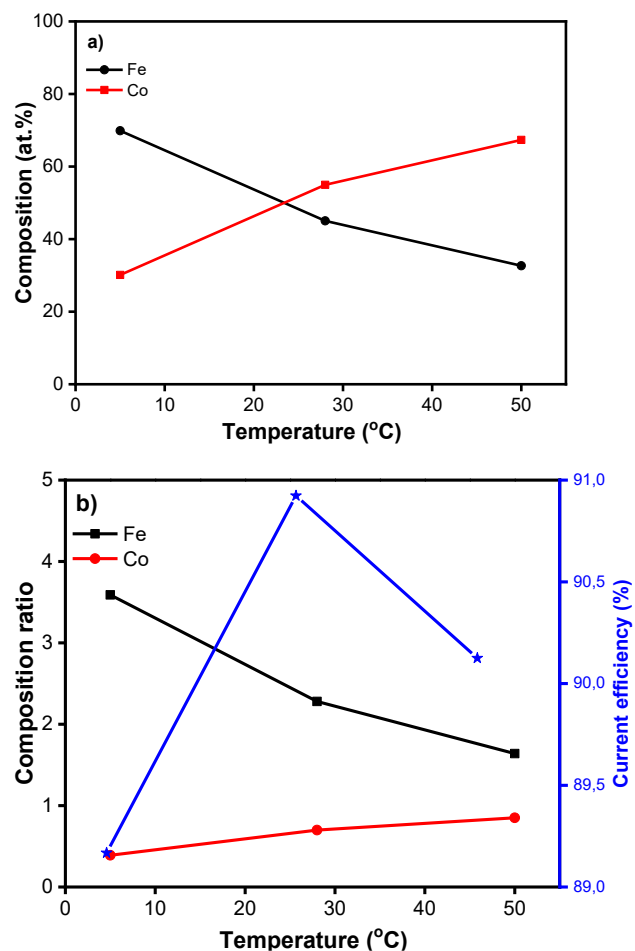 a)
Fe
Co
Composition (at.%)
100
80
60
40
20
0
0 10 20 30 40 50
Temperature (°C)
b)
Fe
Co
Composition ratio
5
4
3
2
1
0
91,0
90,5
90,0
89,5
89,0
Current efficiency (%)
0 10 20 30 40 50
Temperature (°C)